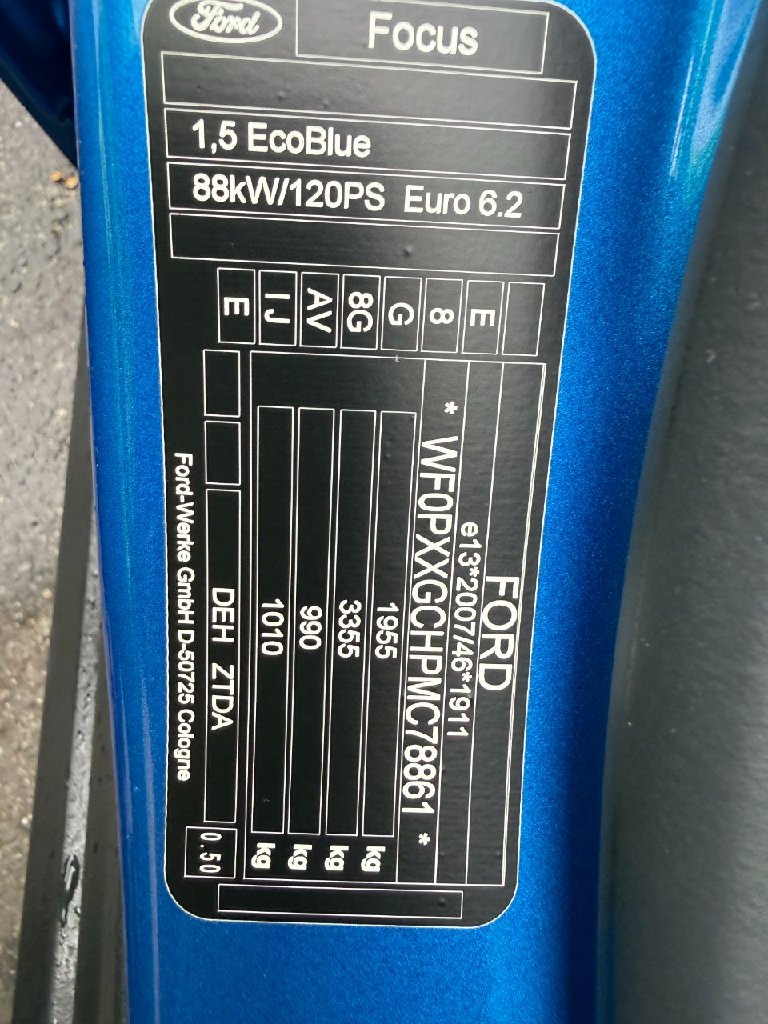 Ford
Focus
1,5 EcoBlue
88kW/120PS Euro 6.2
E
8
G
8G
AV
IJ
E
FORD
e13*2007/46*1911
* WF0PXXGCHPMC78861 *
1955 kg
3355 kg
990 kg
1010 kg
DEH ZTDA
0.50
Ford-Werke GmbH D-50725 Cologne